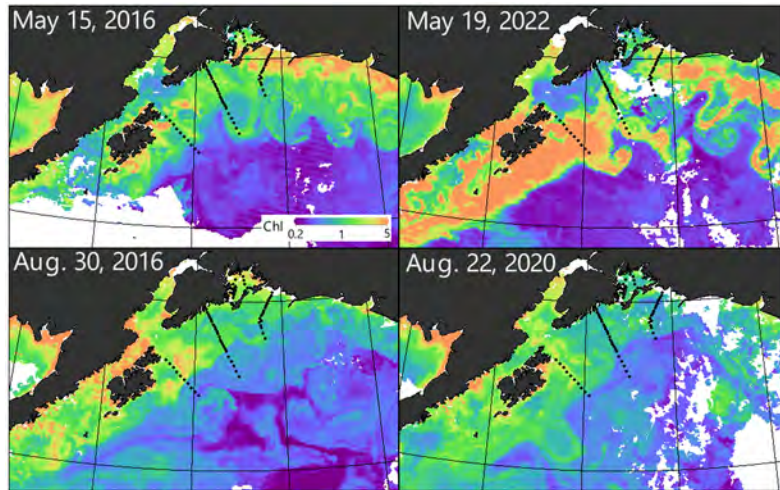 May 15, 2016
May 19, 2022
Chl
0.2 1 5
Aug. 30, 2016
Aug. 22, 2020